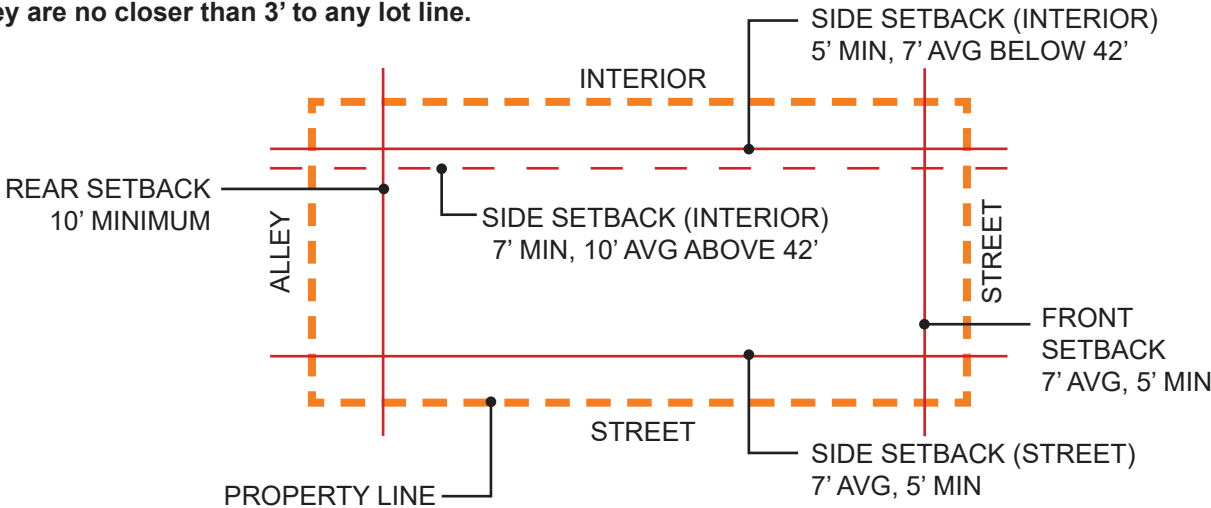 ey are no closer than 3’ to any lot line.
SIDE SETBACK (INTERIOR)
5’ MIN, 7’ AVG BELOW 42’
INTERIOR
REAR SETBACK
10’ MINIMUM
ALLEY
SIDE SETBACK (INTERIOR)
7’ MIN, 10’ AVG ABOVE 42’
STREET
FRONT
SETBACK
7’ AVG, 5’ MIN
STREET
SIDE SETBACK (STREET)
7’ AVG, 5’ MIN
PROPERTY LINE